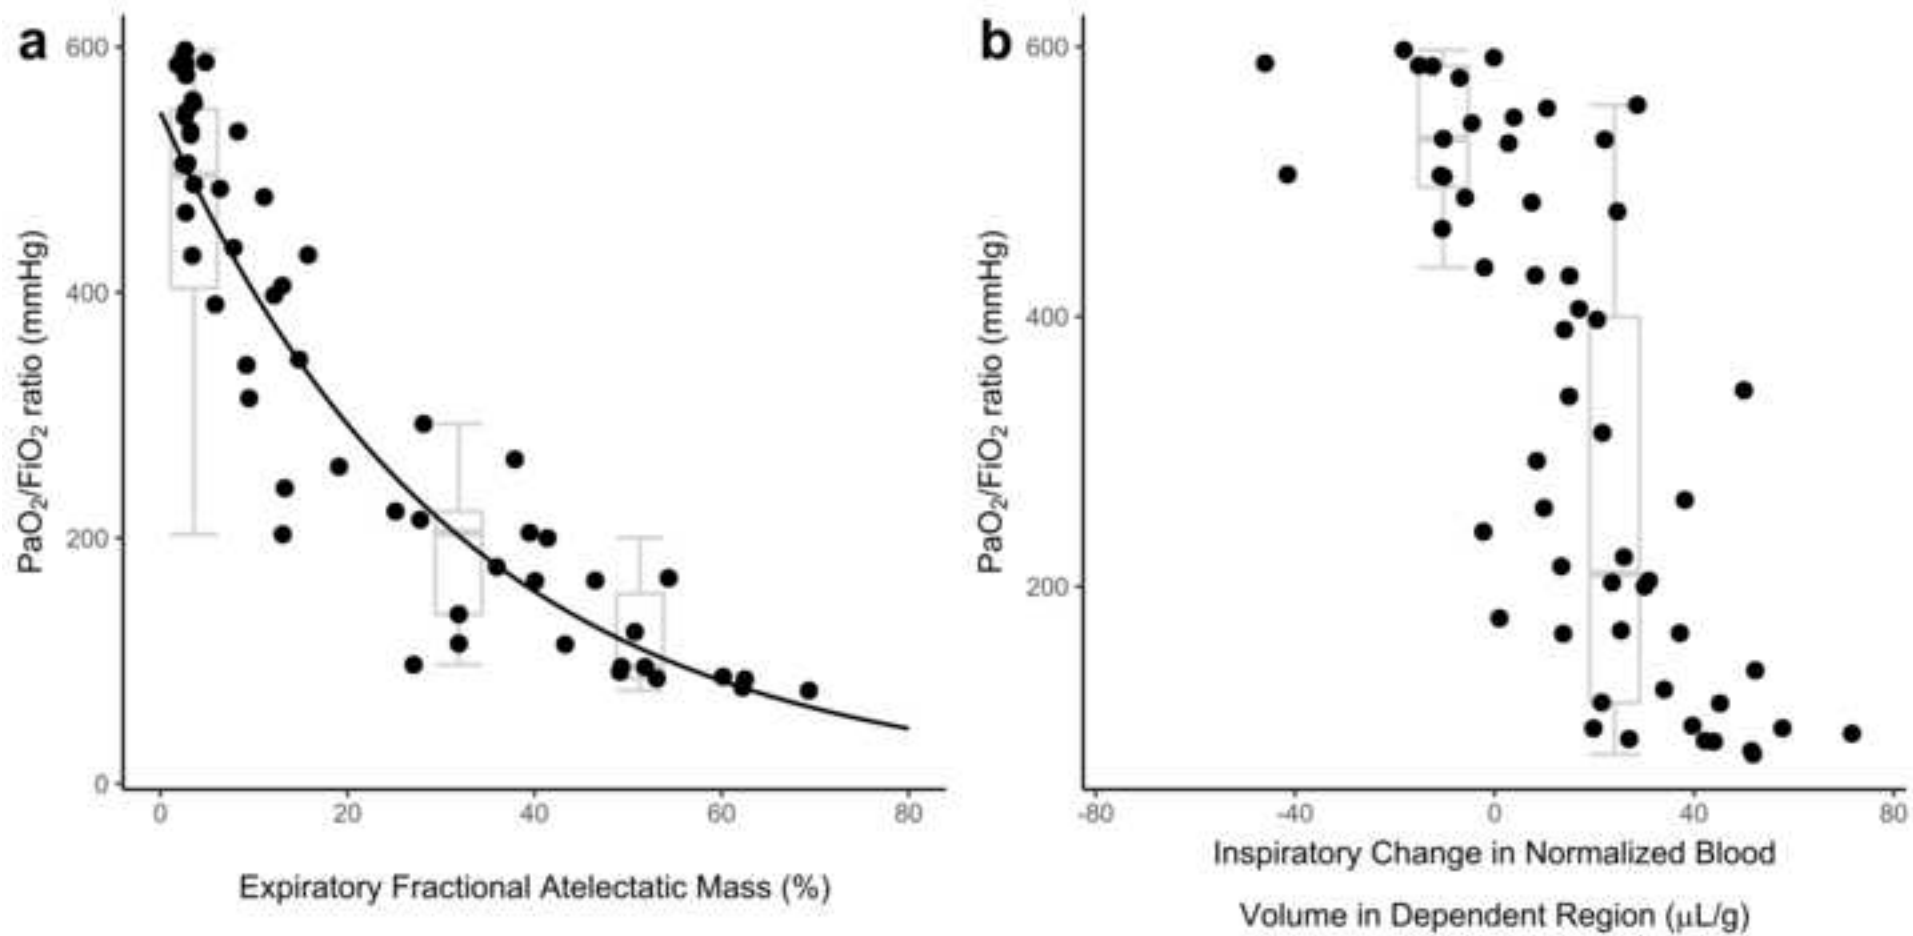 a
600
400
200
0
0 20 40 60 80
PaO2/FiO2 ratio (mmHg)
Expiratory Fractional Atelectatic Mass (%)
b
600
400
200
-80 -40 0 40 80
PaO2/FiO2 ratio (mmHg)
Inspiratory Change in Normalized Blood
Volume in Dependent Region (μL/g)